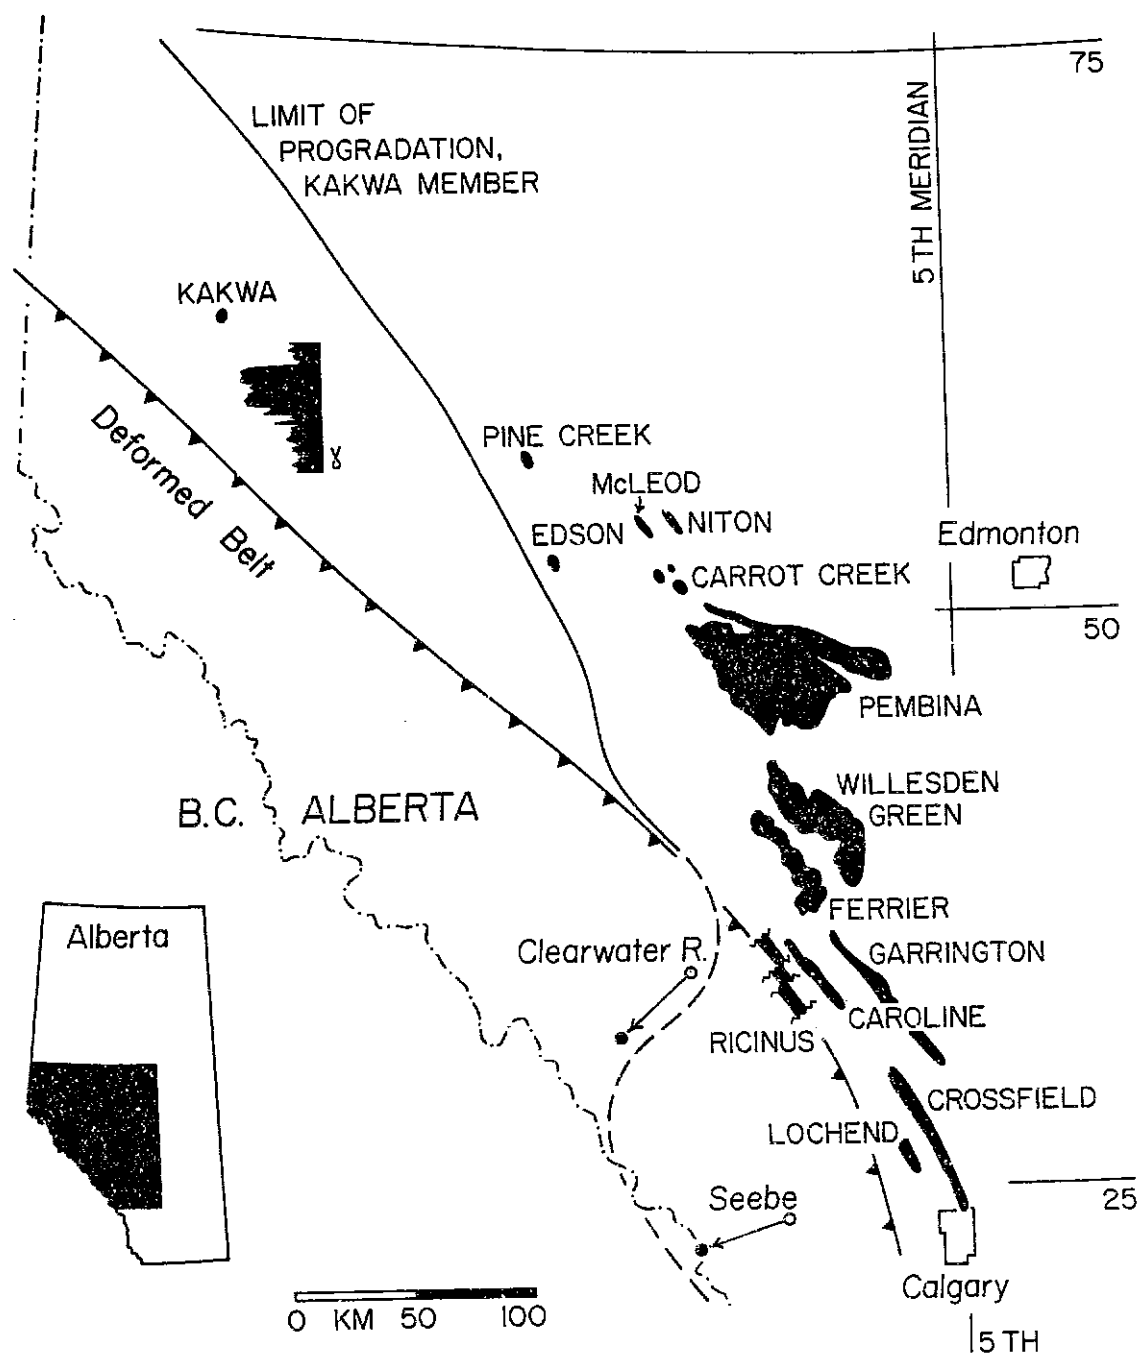 75
LIMIT OF
PROGRADATION,
KAKWA MEMBER
5TH MERIDIAN
KAKWA
PINE CREEK
γ
McLEOD
Deformed Belt
EDSON
NITON
Edmonton
CARROT CREEK
50
PEMBINA
WILLESDEN
GREEN
B.C. ALBERTA
FERRIER
Alberta
Clearwater R.
GARRINGTON
CAROLINE
RICINUS
CROSSFIELD
LOCHEND
Seebe
25
Calgary
0 KM 50 100
5 TH